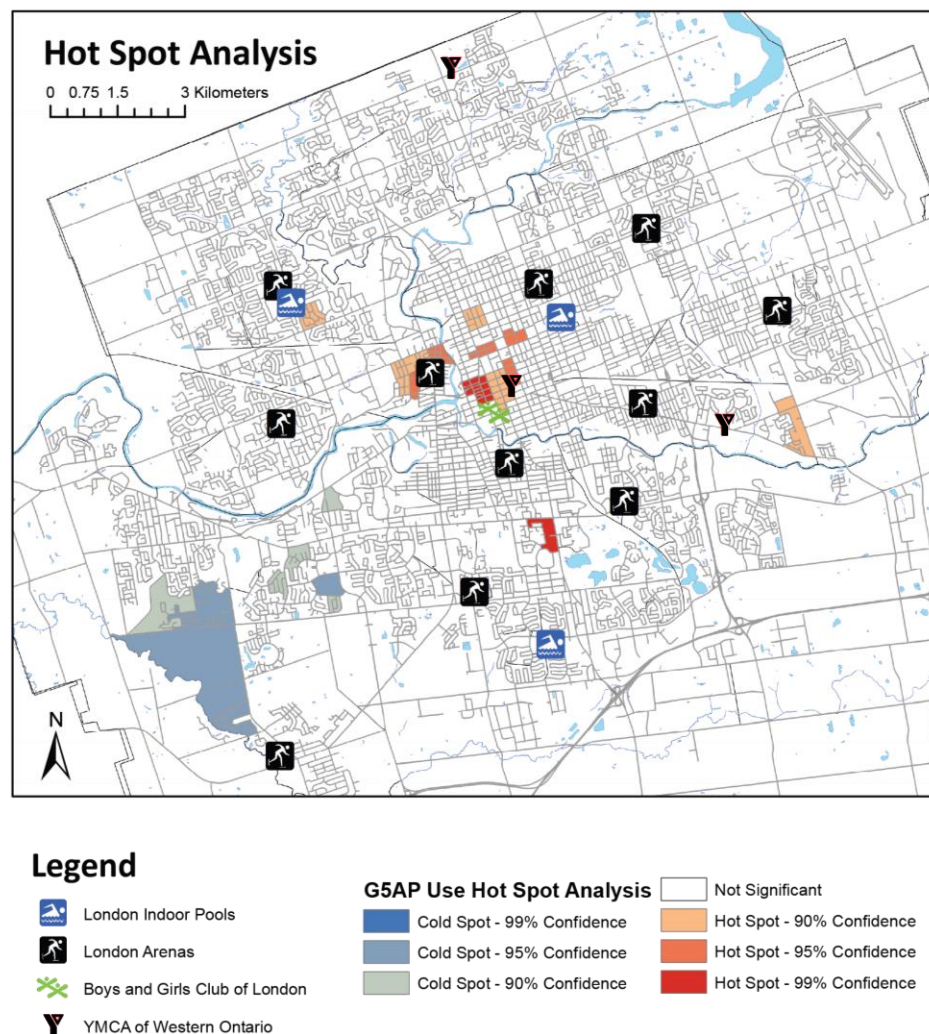 Hot Spot Analysis
0 0.75 1.5 3 Kilometers
N
Legend
London Indoor Pools
London Arenas
Boys and Girls Club of London
YMCA of Western Ontario
G5AP Use Hot Spot Analysis
Cold Spot - 99% Confidence
Cold Spot - 95% Confidence
Cold Spot - 90% Confidence
Not Significant
Hot Spot - 90% Confidence
Hot Spot - 95% Confidence
Hot Spot - 99% Confidence